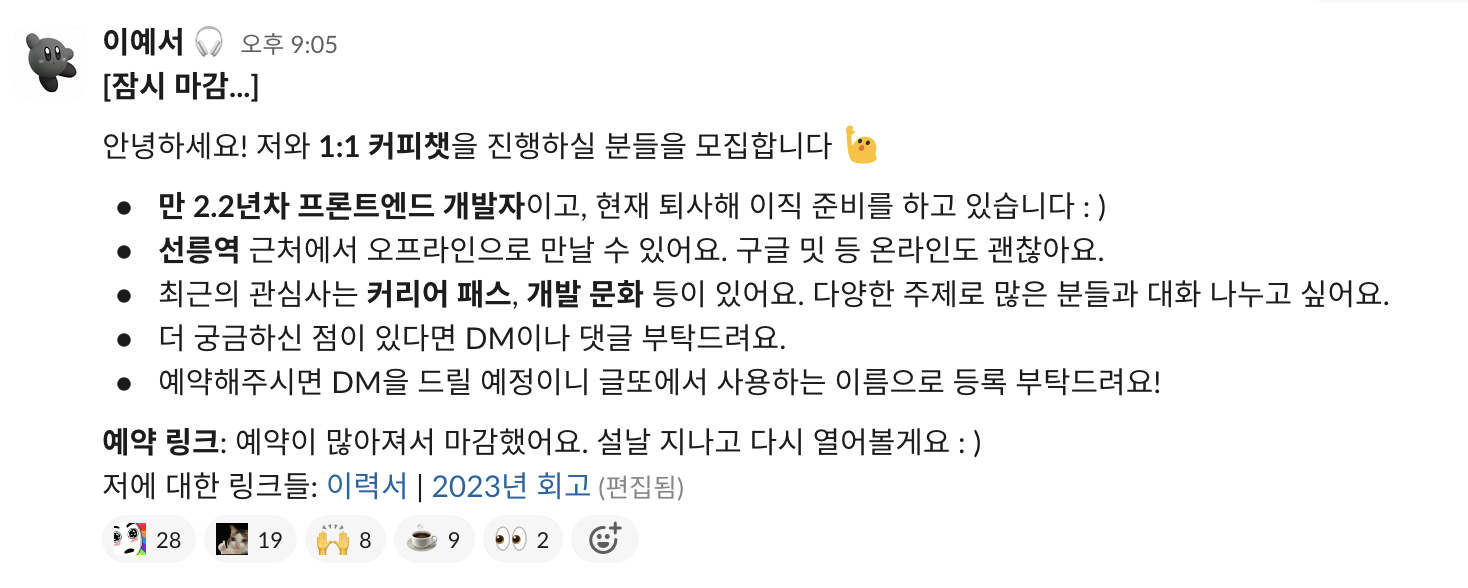 이예서 오후 9:05
[잠시 마감...]
안녕하세요! 저와 1:1 커피챗을 진행하실 분들을 모집합니다
• 만 2.2년차 프론트엔드 개발자이고, 현재 퇴사해 이직 준비를 하고 있습니다 : )
• 선릉역 근처에서 오프라인으로 만날 수 있어요. 구글 밋 등 온라인도 괜찮아요.
• 최근의 관심사는 커리어 패스, 개발 문화 등이 있어요. 다양한 주제로 많은 분들과 대화 나누고 싶어요.
• 더 궁금하신 점이 있다면 DM이나 댓글 부탁드려요.
• 예약해주시면 DM을 드릴 예정이니 글또에서 사용하는 이름으로 등록 부탁드려요!
예약 링크: 예약이 많아져서 마감했어요. 설날 지나고 다시 열어볼게요 : )
저에 대한 링크들: 이력서 | 2023년 회고 (편집됨)
28 19 8 9 2